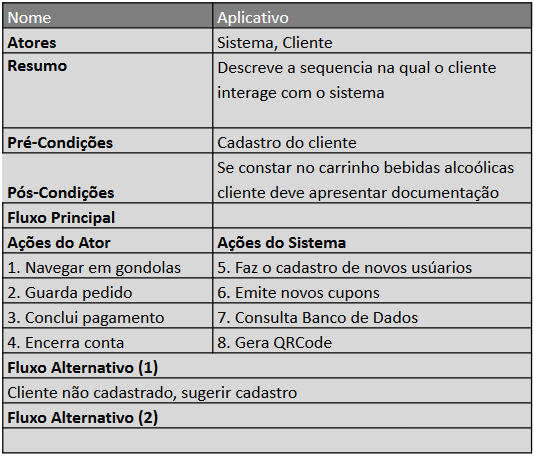 Nome Aplicativo
Atores Sistema, Cliente
Resumo Descreve a sequencia na qual o cliente
interage com o sistema
Pré-Condições Cadastro do cliente
Se constar no carrinho bebidas alcoólicas
Pós-Condições cliente deve apresentar documentação
Fluxo Principal
Ações do Ator Ações do Sistema
1. Navegar em gondolas 5. Faz o cadastro de novos usúarios
2. Guarda pedido 6. Emite novos cupons
3. Conclui pagamento 7. Consulta Banco de Dados
4. Encerra conta 8. Gera QRCode
Fluxo Alternativo (1)
Cliente não cadastrado, sugerir cadastro
Fluxo Alternativo (2)